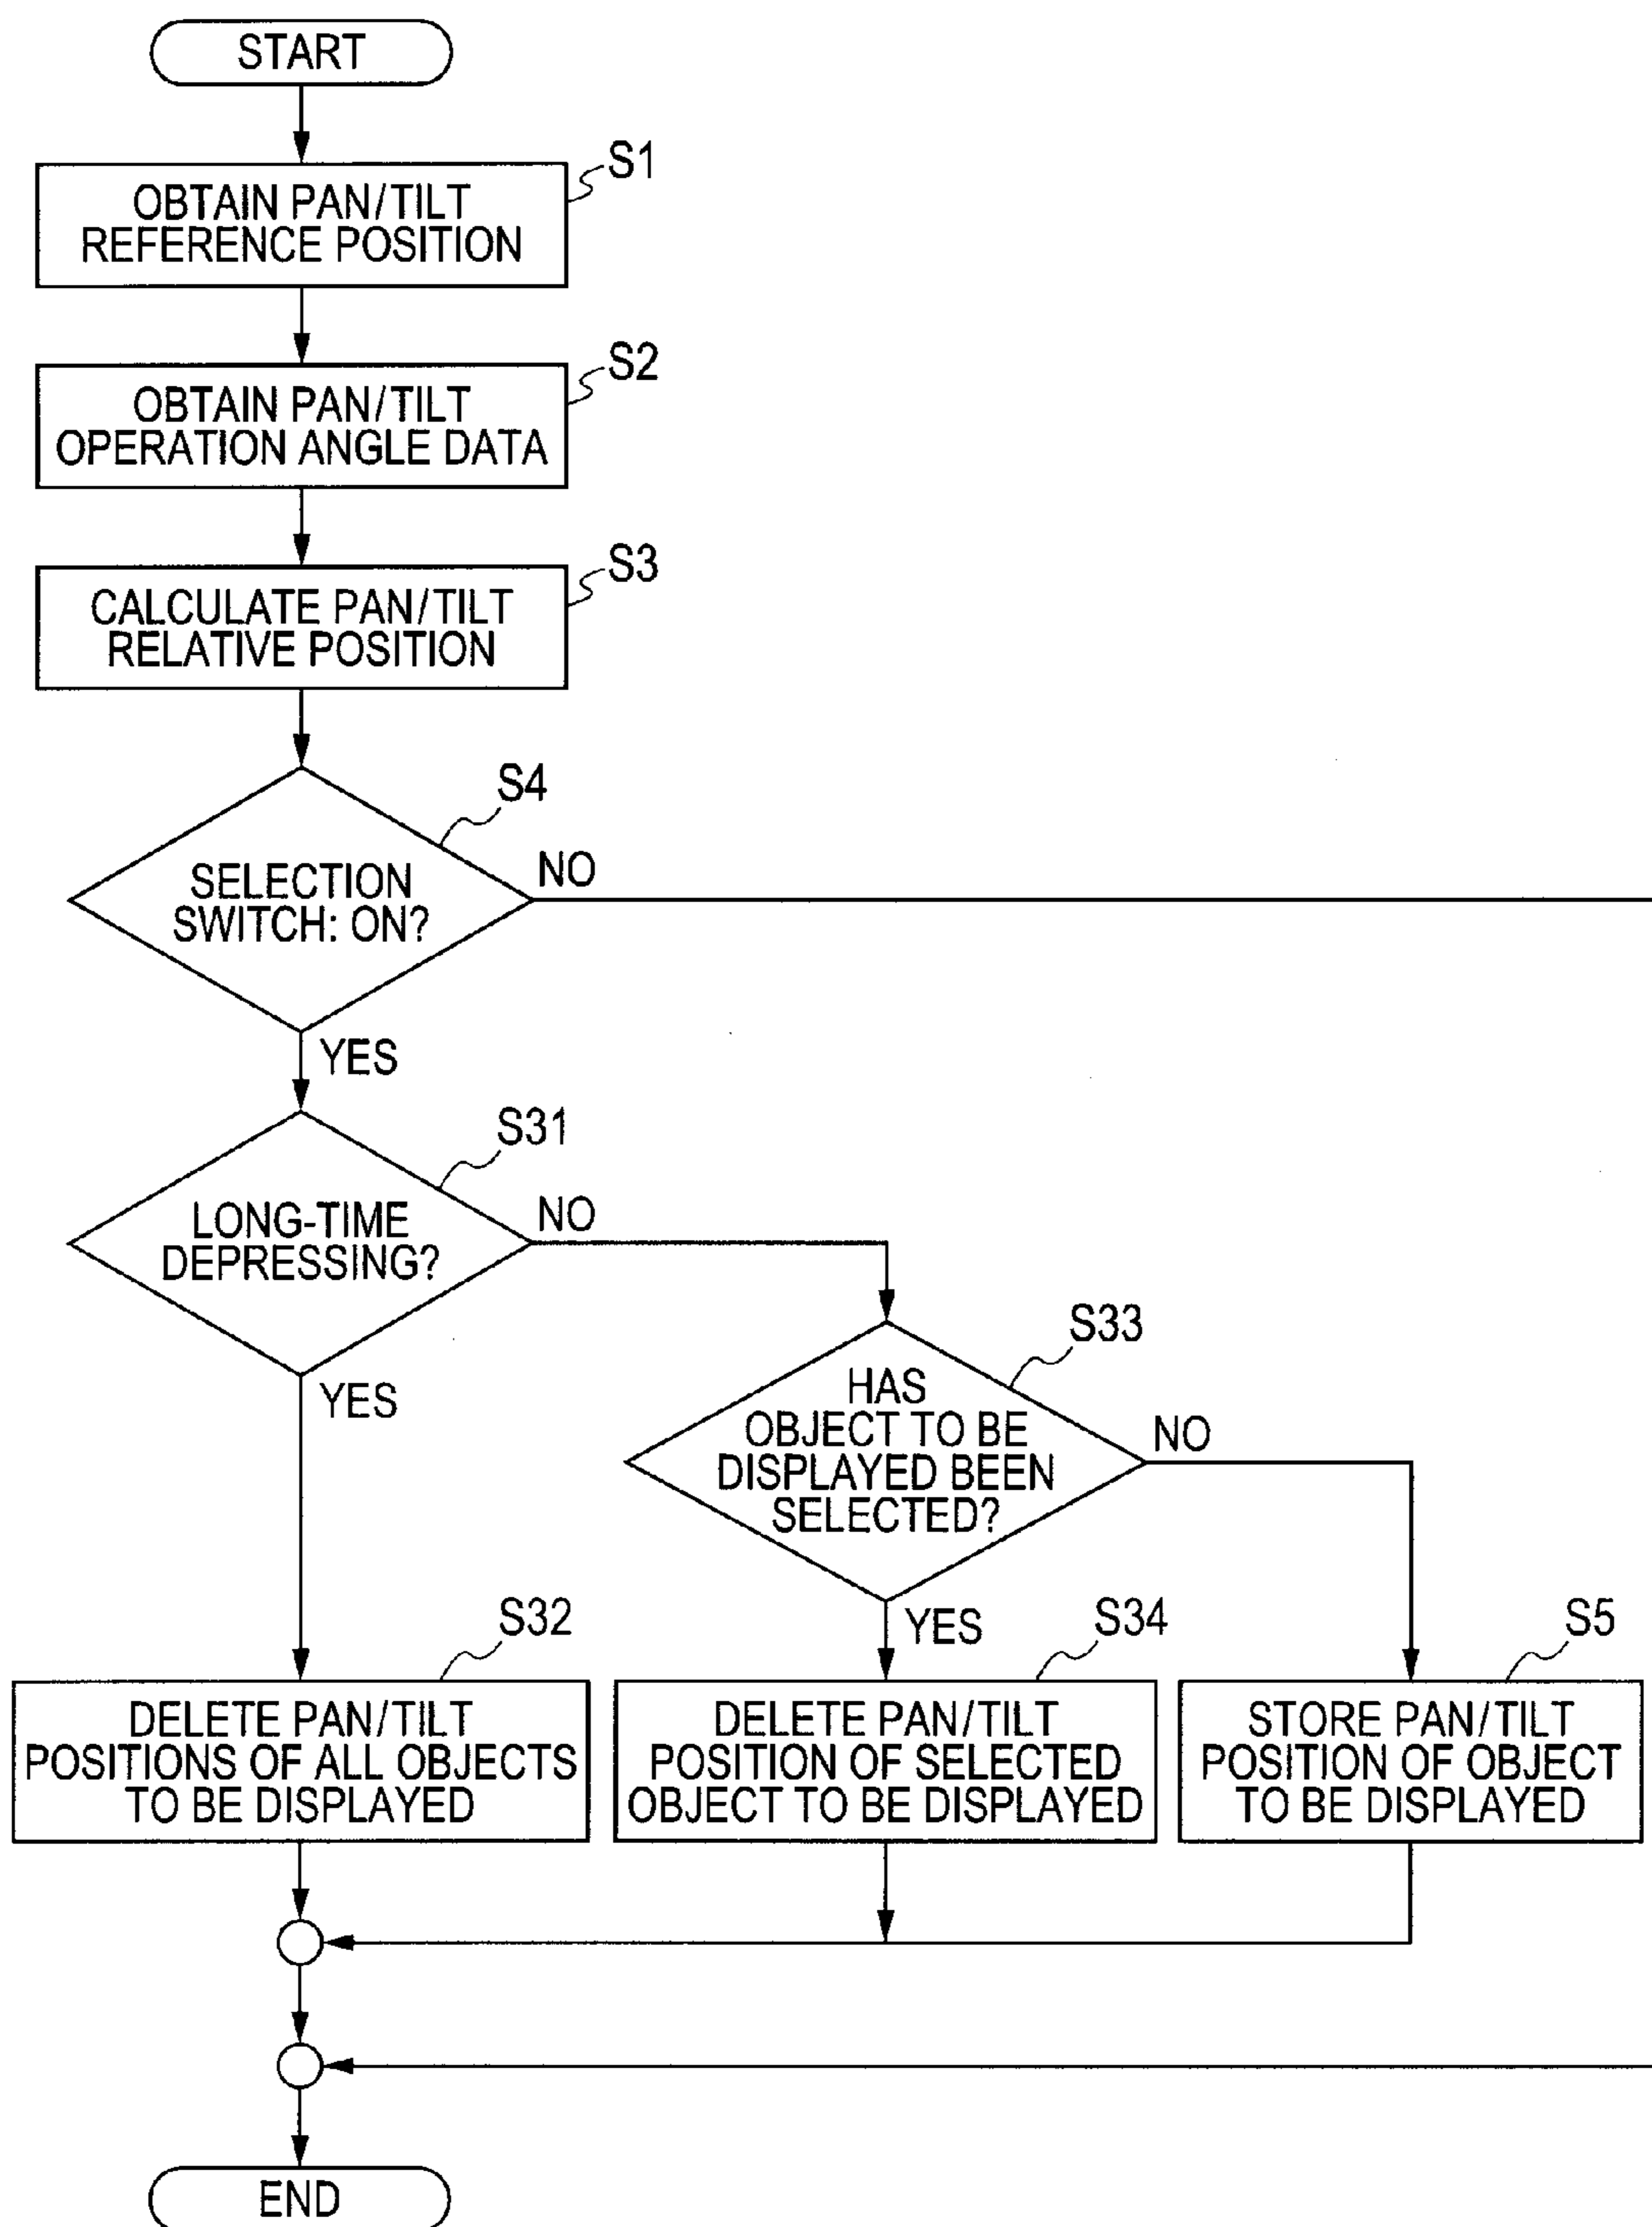 START
S1
OBTAIN PAN/TILT
REFERENCE POSITION
S2
OBTAIN PAN/TILT
OPERATION ANGLE DATA
S3
CALCULATE PAN/TILT
RELATIVE POSITION
S4
SELECTION
SWITCH: ON?
NO
YES
S31
LONG-TIME
DEPRESSING?
NO
YES
S33
HAS
OBJECT TO BE
DISPLAYED BEEN
SELECTED?
NO
YES
S32
DELETE PAN/TILT
POSITIONS OF ALL OBJECTS
TO BE DISPLAYED
S34
DELETE PAN/TILT
POSITION OF SELECTED
OBJECT TO BE DISPLAYED
S5
STORE PAN/TILT
POSITION OF OBJECT
TO BE DISPLAYED
END